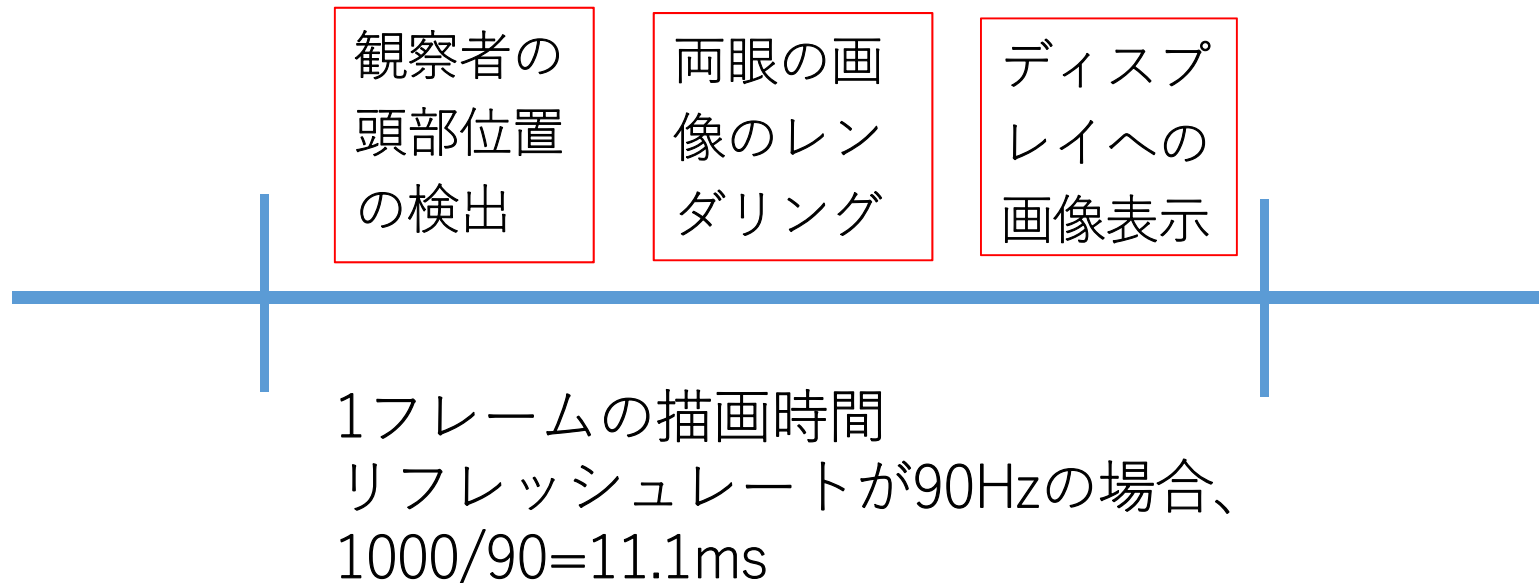 観察者の
頭部位置
の検出
両眼の画
像のレン
ダリング
ディスプ
レイへの
画像表示
1フレームの描画時間
リフレッシュレートが90Hzの場合、
1000/90=11.1ms